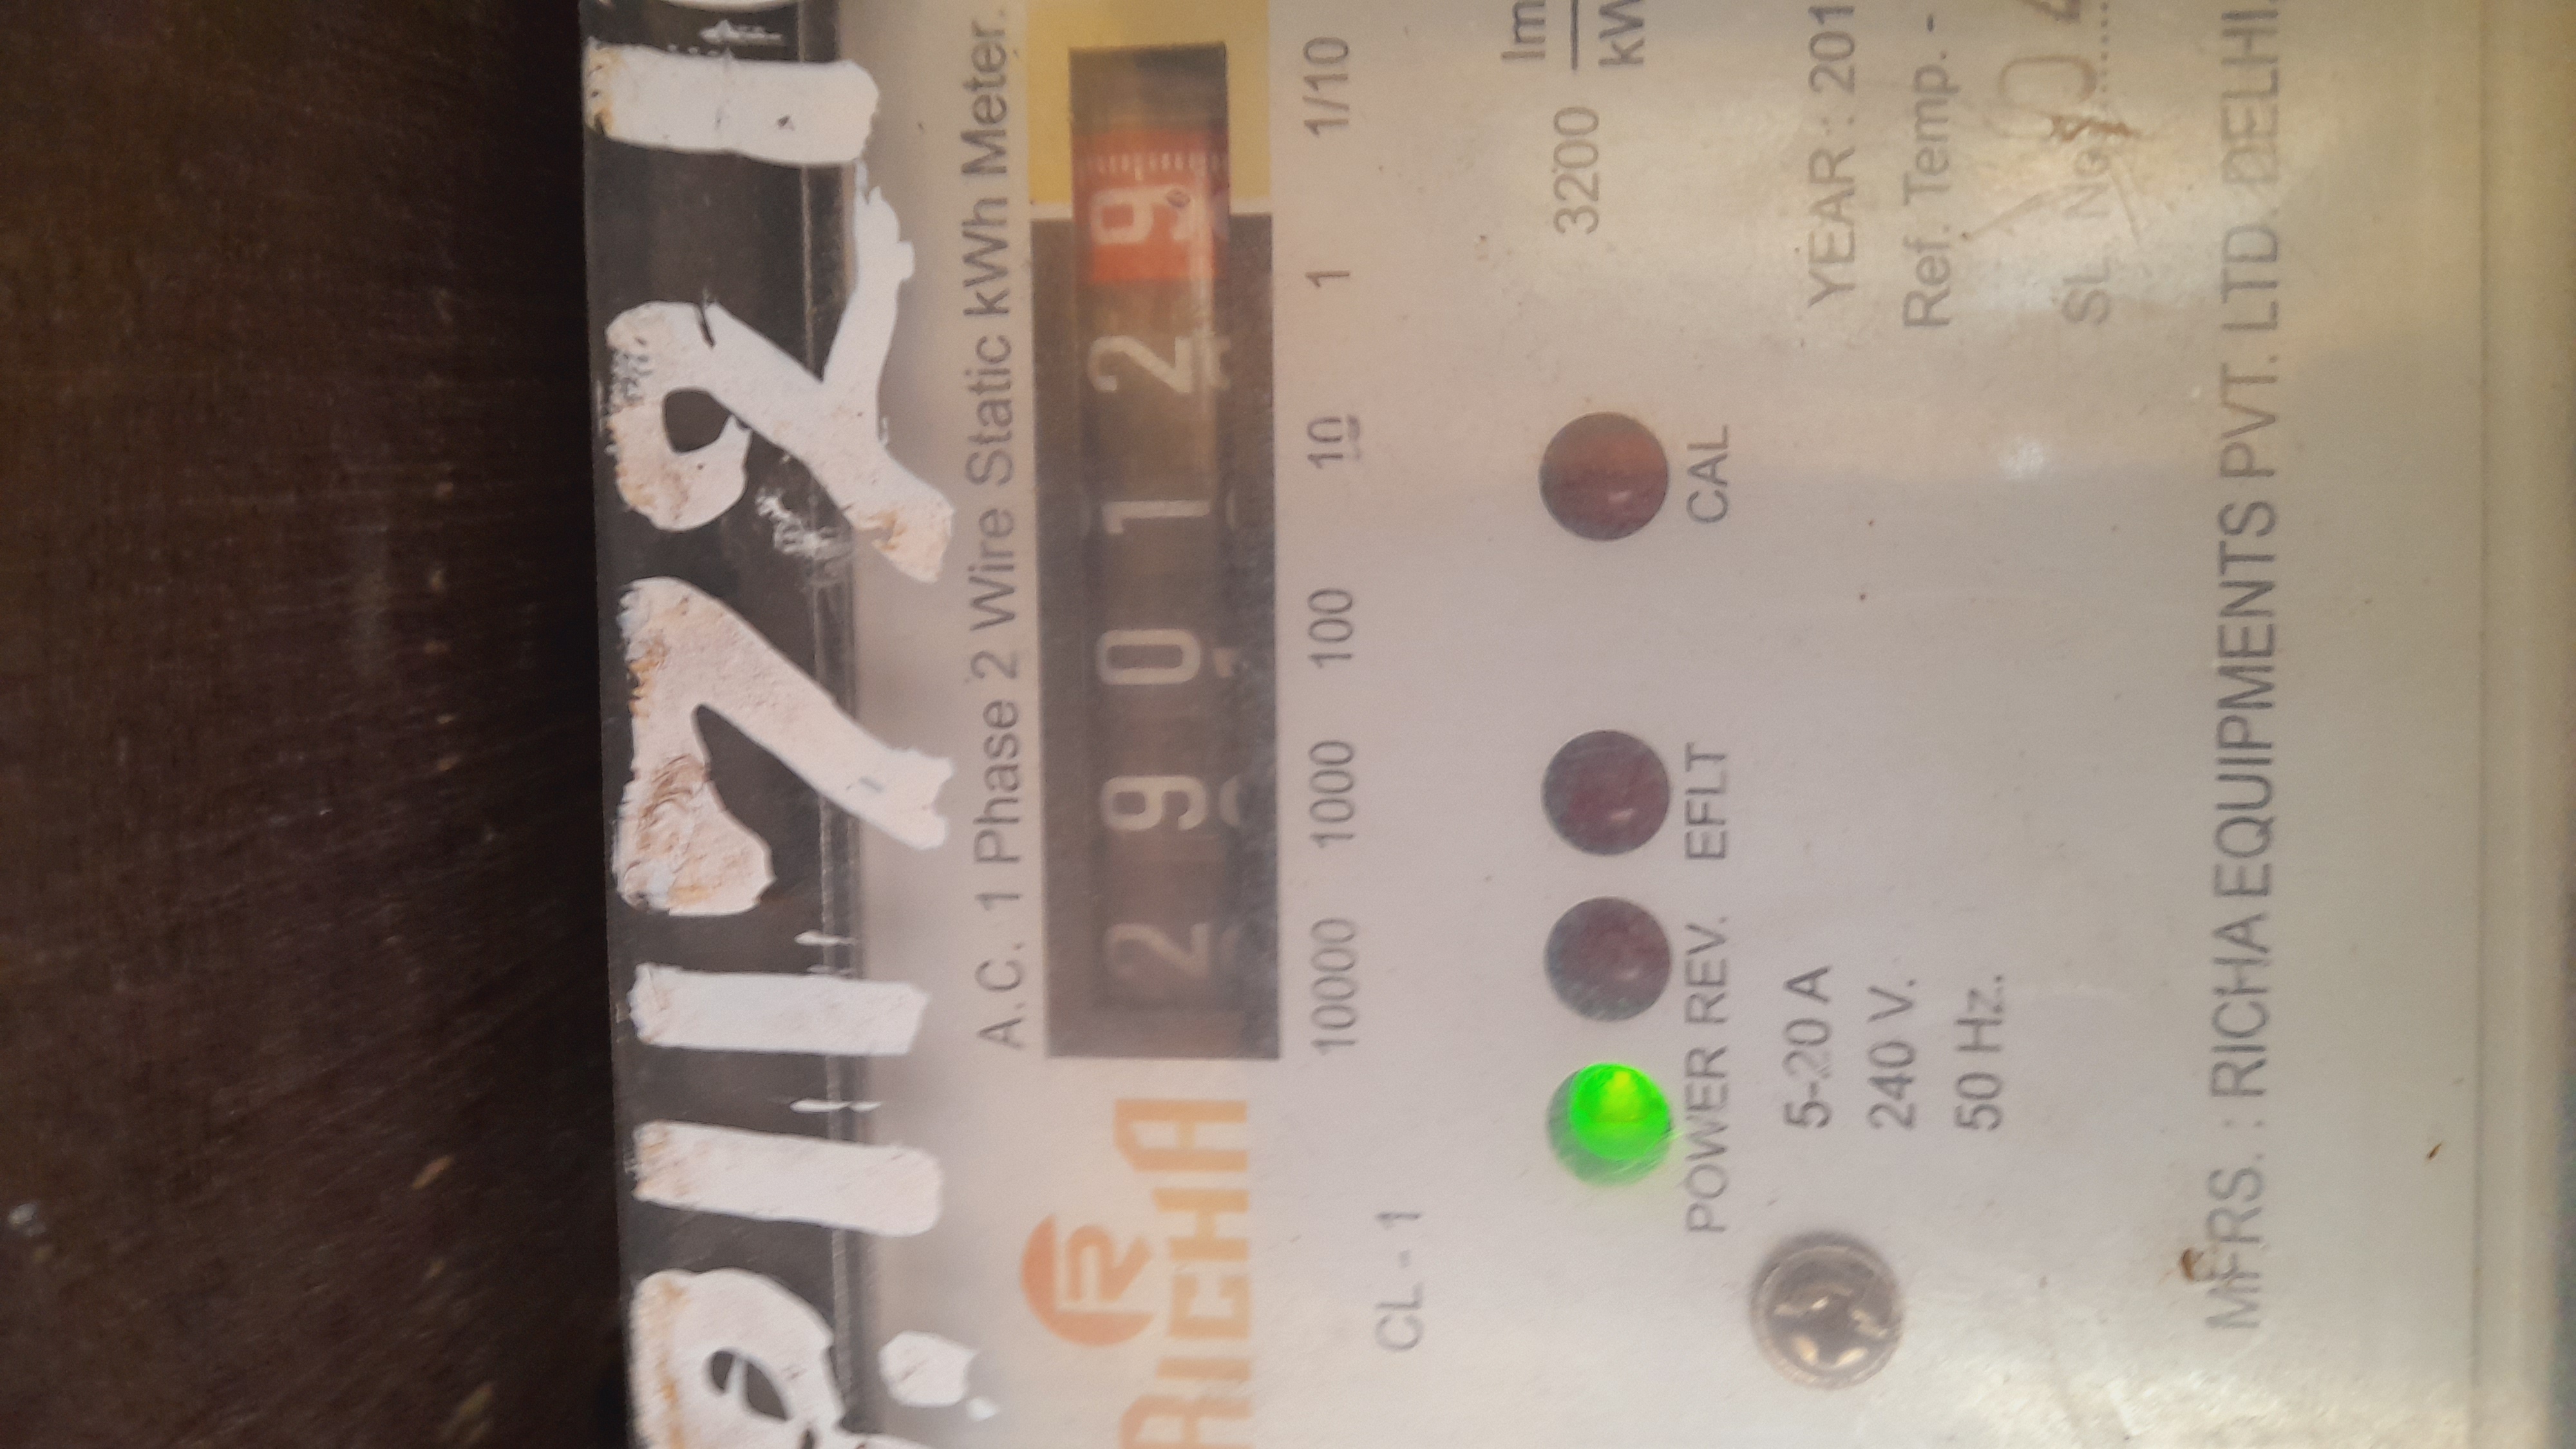 A.C. 1 Phase 2 Wire Static kWh Meter.
RICHA
2 9 0 1 2 9
10000 1000 100 10 1 1/10
CL - 1
3200
POWER REV. EFLT CAL
5-20 A
240 V.
50 Hz.
YEAR : 201
Ref. Temp. -
SL. No.
MFRS. : RICHA EQUIPMENTS PVT. LTD. DELHI.